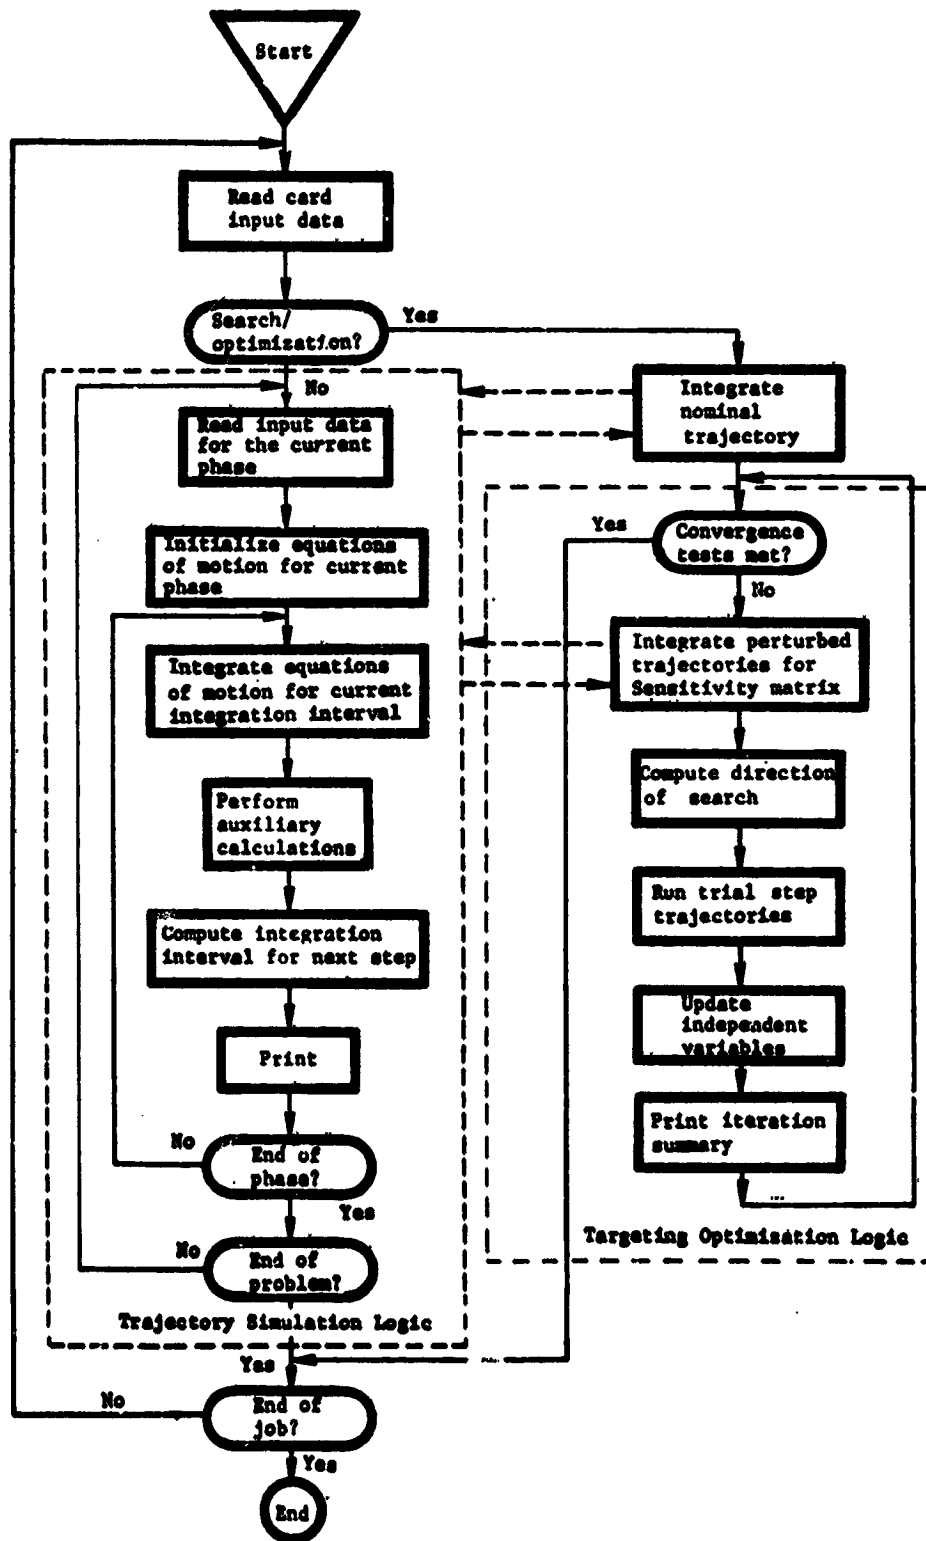 Start
Read card
input data
Search/
optimization?
Yes
No
Integrate
nominal
trajectory
Read input data
for the current
phase
Yes
Convergence
tests met?
Initialize equations
of motion for current
phase
No
Integrate perturbed
trajectories for
Sensitivity matrix
Integrate equations
of motion for current
integration interval
Compute direction
of search
Perform
auxiliary
calculations
Run trial step
trajectories
Compute integration
interval for next step
Update
independent
variables
Print
Print iteration
summary
No
End of
phase?
Yes
Targeting Optimisation Logic
No
End of
problem?
Trajectory Simulation Logic
Yes
No
End of
job?
Yes
End